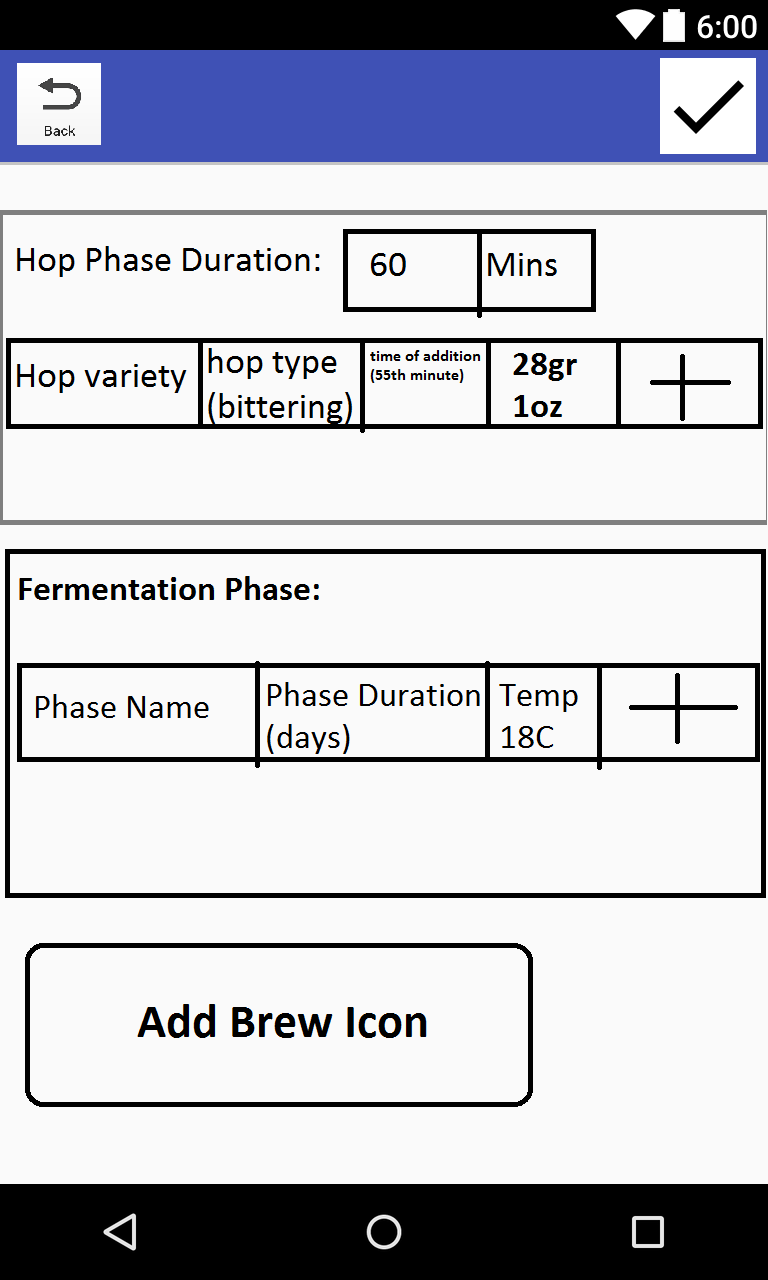 6:00
Back
Hop Phase Duration:
60
Mins
Hop variety
hop type
(bittering)
time of addition
(55th minute)
28gr
1oz
Fermentation Phase:
Phase Name
Phase Duration
(days)
Temp
18C
Add Brew Icon